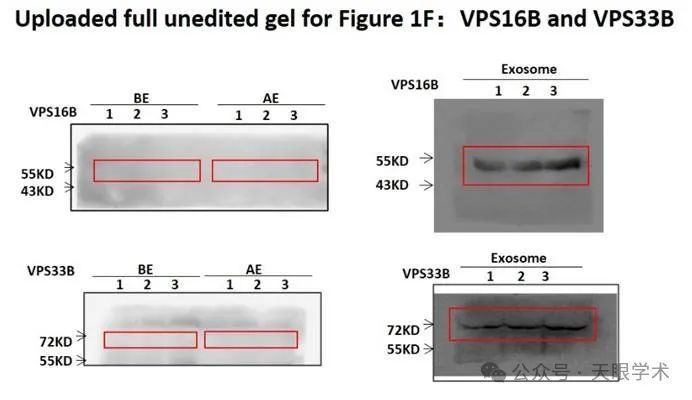 Uploaded full unedited gel for Figure 1F：VPS16B and VPS33B
BE AE
VPS16B 1 2 3 1 2 3
55KD
43KD
Exosome
VPS16B 1 2 3
55KD
43KD
BE AE
VPS33B 1 2 3 1 2 3
72KD
55KD
Exosome
VPS33B 1 2 3
72KD
55KD
公众号 · 天眼学术